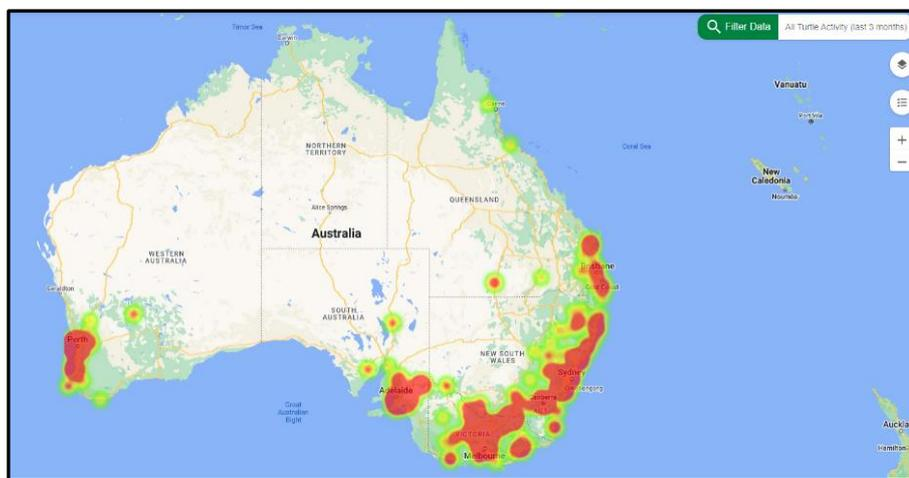 Timor Sea
Filter Data
All Turtle Activity (last 3 months)
Darwin
Vanuatu
Port Vila
Coral Sea
NORTHERN
TERRITORY
New
Caledonia
Nouméa
QUEENSLAND
Alice Springs
Australia
WESTERN
AUSTRALIA
Brisbane
Gold Coast
Geraldton
SOUTH
AUSTRALIA
Perth
NEW SOUTH
WALES
Sydney
Wollongong
Adelaide
Canberra
Great
Australian
Bight
VICTORIA
Melbourne
Auckla
Hamilton